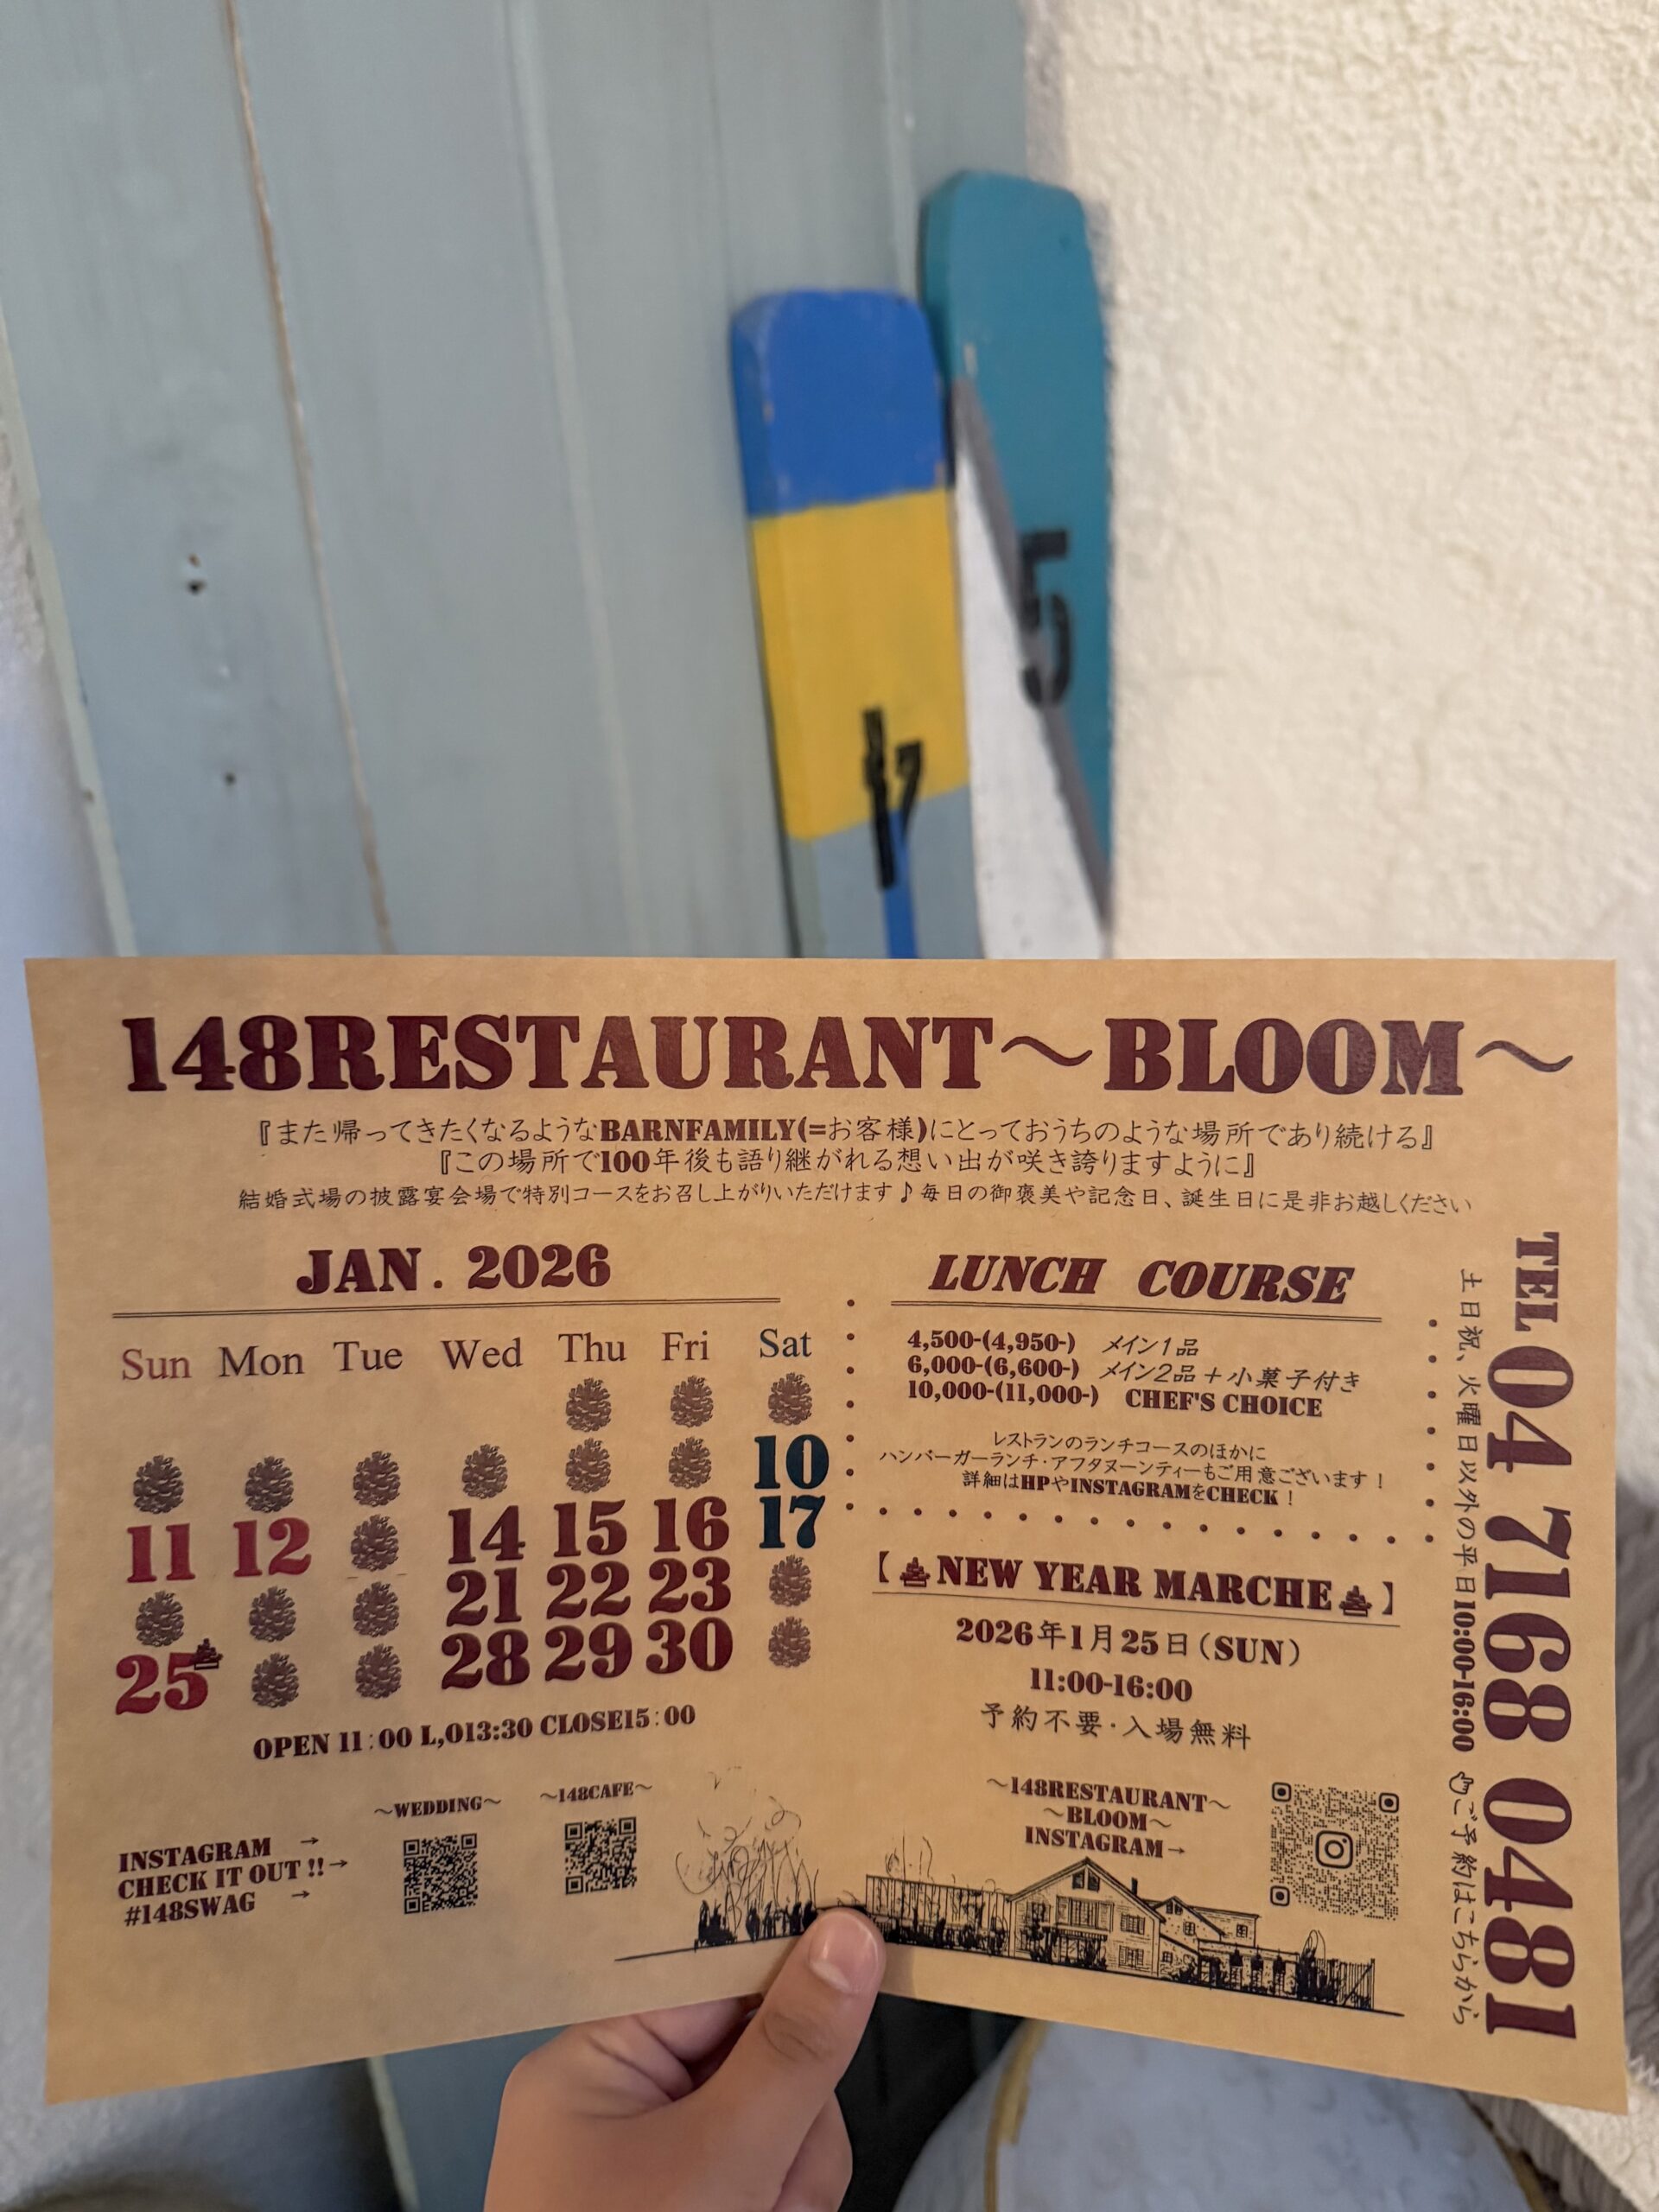 5
17
148RESTAURANT～BLOOM～
『また帰ってきたくなるようなBARNFAMILY(=お客様)にとっておうちのような場所であり続ける』
『この場所で100年後も語り継がれる想い出が咲き誇りますように』
結婚式場の披露宴会場で特別コースをお召し上がりいただけます♪毎日の御褒美や記念日、誕生日に是非お越しください
JAN. 2026
Sun Mon Tue Wed Thu Fri Sat
10
11 12 14 15 16 17
21 22 23
25 28 29 30
OPEN 11:00 L,O13:30 CLOSE15:00
LUNCH COURSE
4,500-(4,950-) メイン1品
6,000-(6,600-) メイン2品+小菓子付き
10,000-(11,000-) CHEF'S CHOICE
レストランのランチコースのほかに
ハンバーガーランチ・アフタヌーンティーもご用意ございます！
詳細はHPやINSTAGRAMをCHECK！
【NEW YEAR MARCHE】
2026年1月25日(SUN)
11:00-16:00
予約不要・入場無料
～148RESTAURANT～
～BLOOM～
INSTAGRAM→
～WEDDING～
～148CAFE～
INSTAGRAM →
CHECK IT OUT !!→
#148SWAG →
TEL 04 7168 0481
土日祝、火曜日以外の平日10:00-16:00 ご予約はこちらから